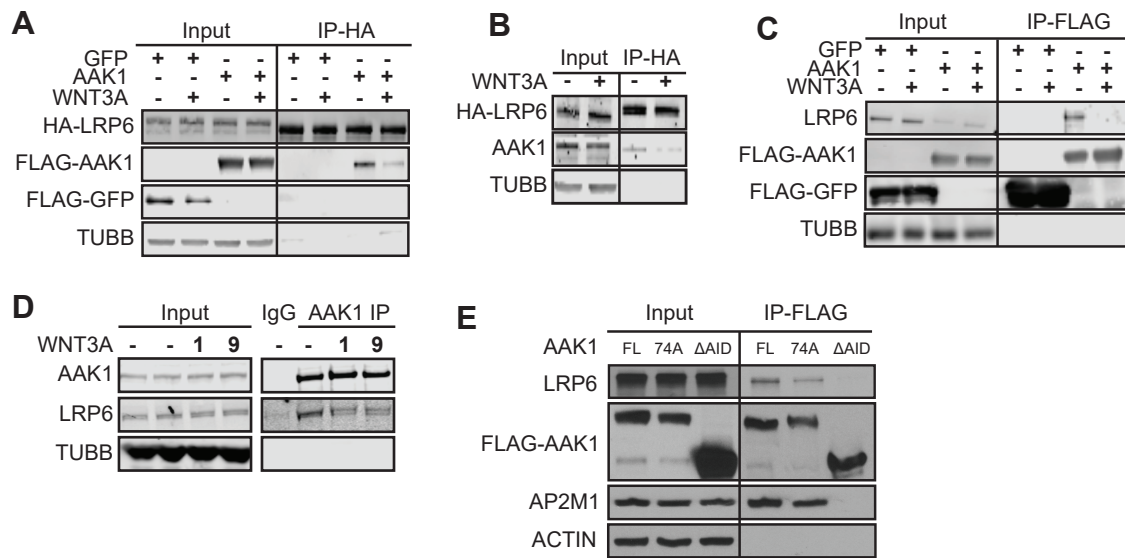 A
Input IP-HA
GFP + + - - + + - -
AAK1 - - + + - - + +
WNT3A - + - + - + - +
HA-LRP6
FLAG-AAK1
FLAG-GFP
TUBB
B
Input IP-HA
WNT3A - + - +
HA-LRP6
AAK1
TUBB
C
Input IP-FLAG
GFP + + - - + + - -
AAK1 - - + + - - + +
WNT3A - + - + - + - +
LRP6
FLAG-AAK1
FLAG-GFP
TUBB
D
Input IgG AAK1 IP
WNT3A - - 1 9 - - 1 9
AAK1
LRP6
TUBB
E
Input IP-FLAG
AAK1 FL 74A ΔAID FL 74A ΔAID
LRP6
FLAG-AAK1
AP2M1
ACTIN